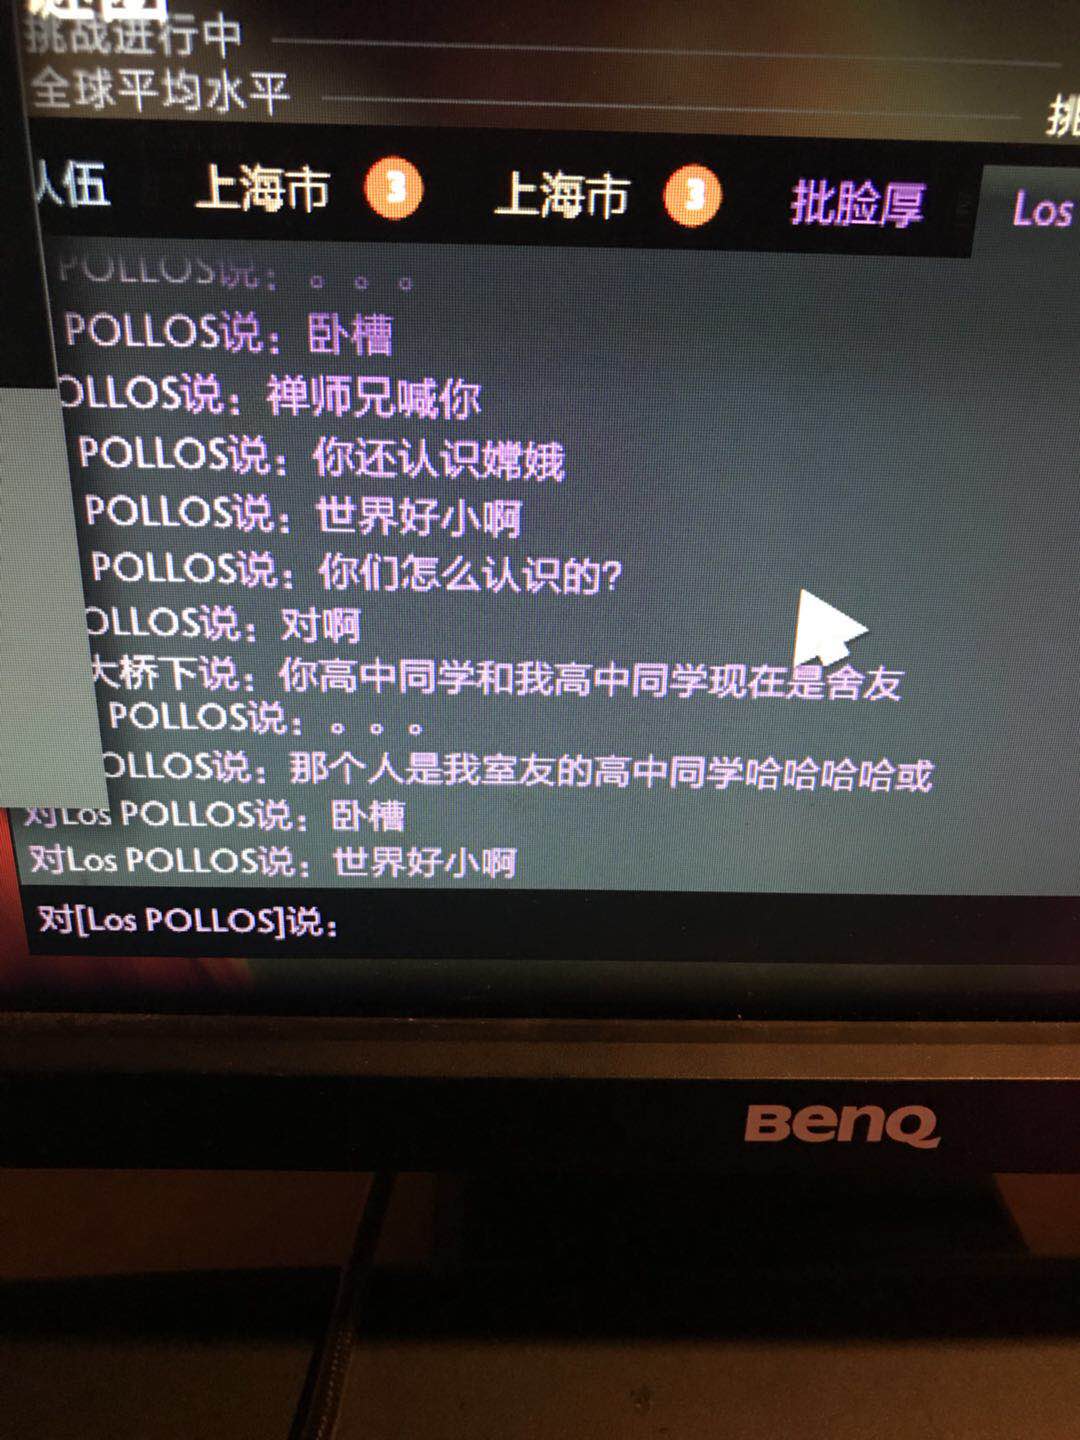 挑战进行中
全球平均水平
挑
队伍 上海市 3 上海市 3 批脸厚 Los
POLLOS说：。。。
POLLOS说：卧槽
OLLOS说：禅师兄喊你
POLLOS说：你还认识嫦娥
POLLOS说：世界好小啊
POLLOS说：你们怎么认识的？
OLLOS说：对啊
大桥下说：你高中同学和我高中同学现在是舍友
POLLOS说：。。。
OLLOS说：那个人是我室友的高中同学哈哈哈哈或
对Los POLLOS说：卧槽
对Los POLLOS说：世界好小啊
对[Los POLLOS]说：
BenQ